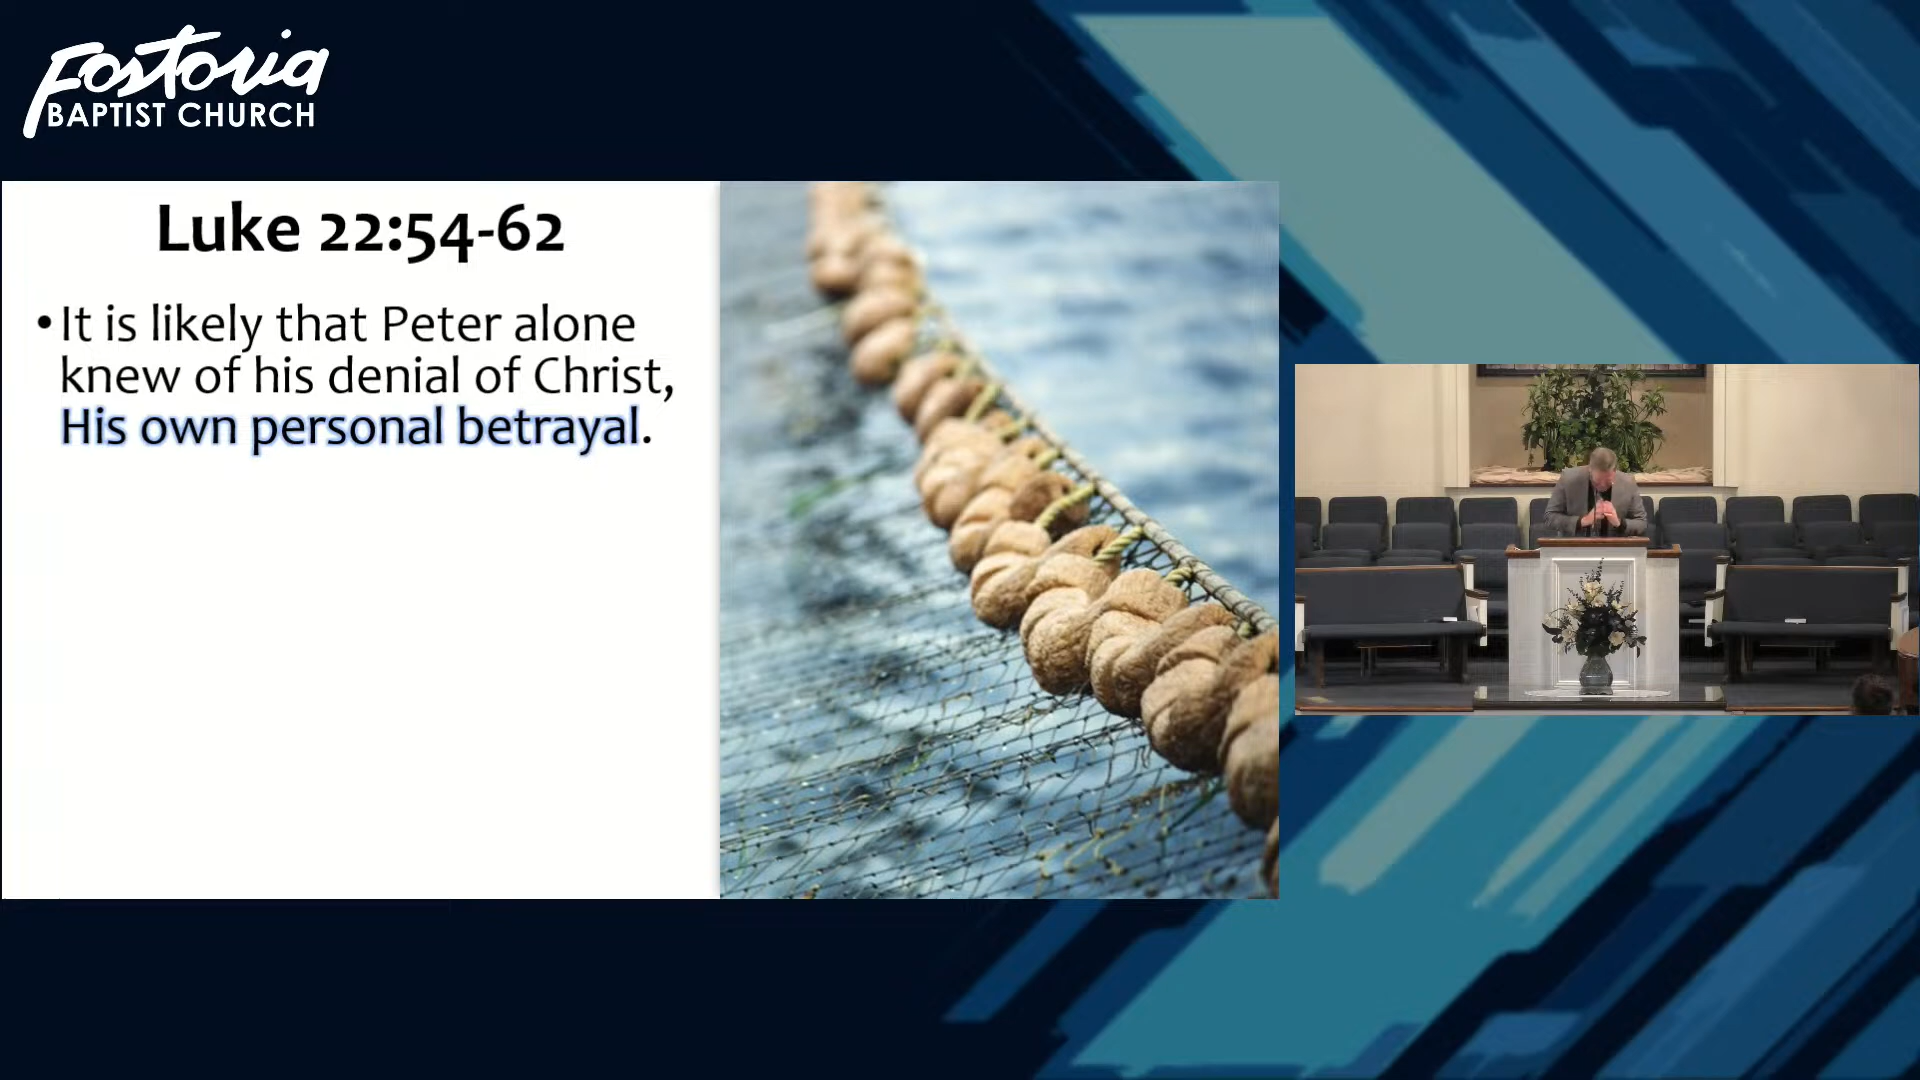 Fostoria
BAPTIST CHURCH
Luke 22:54-62
• It is likely that Peter alone
knew of his denial of Christ,
His own personal betrayal.